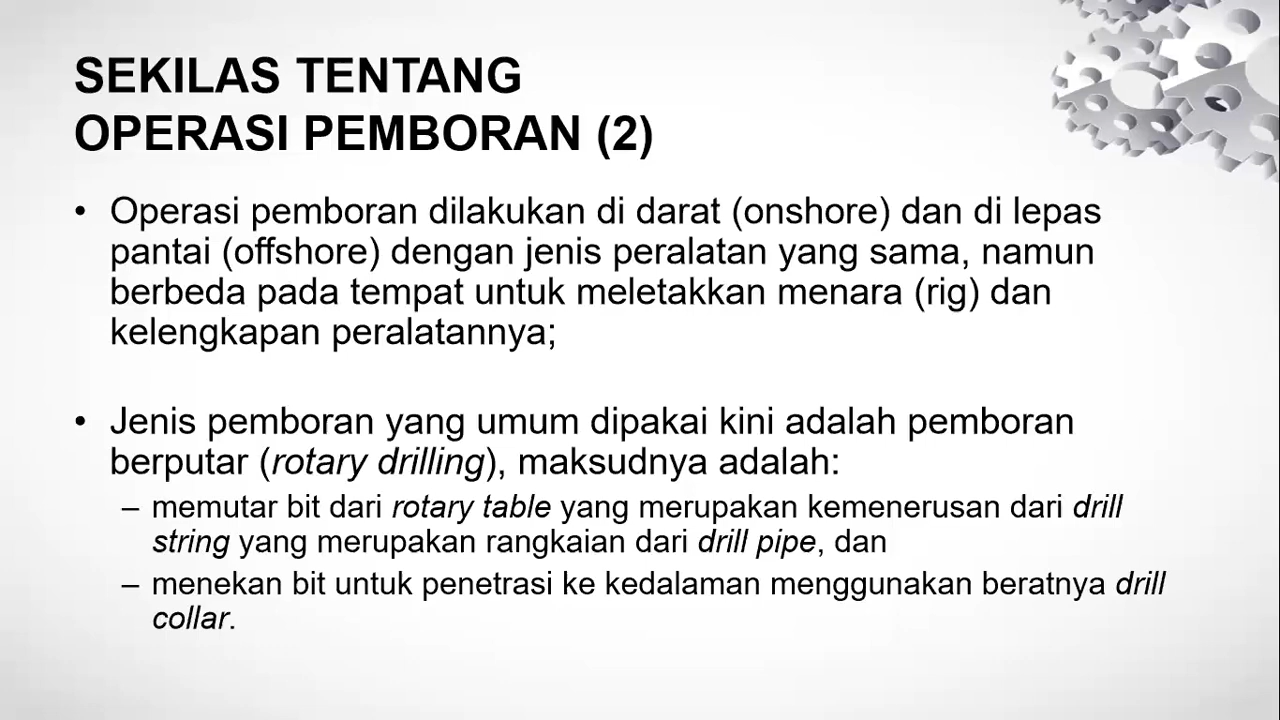 SEKILAS TENTANG
OPERASI PEMBORAN (2)
• Operasi pemboran dilakukan di darat (onshore) dan di lepas
pantai (offshore) dengan jenis peralatan yang sama, namun
berbeda pada tempat untuk meletakkan menara (rig) dan
kelengkapan peralatannya;
• Jenis pemboran yang umum dipakai kini adalah pemboran
berputar (rotary drilling), maksudnya adalah:
– memutar bit dari rotary table yang merupakan kemenerusan dari drill
string yang merupakan rangkaian dari drill pipe, dan
– menekan bit untuk penetrasi ke kedalaman menggunakan beratnya drill
collar.